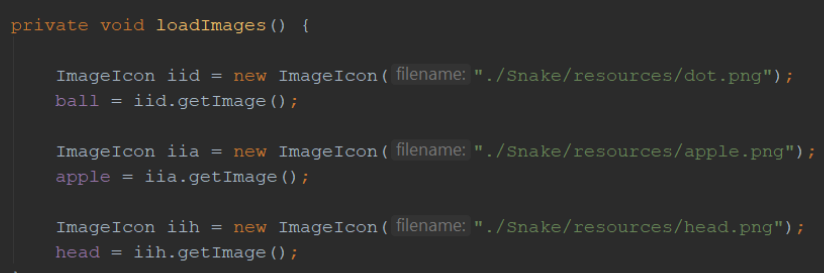 private void loadImages() {
ImageIcon iid = new ImageIcon( filename: "./Snake/resources/dot.png");
ball = iid.getImage();
ImageIcon iia = new ImageIcon( filename: "./Snake/resources/apple.png");
apple = iia.getImage();
ImageIcon iih = new ImageIcon( filename: "./Snake/resources/head.png");
head = iih.getImage();